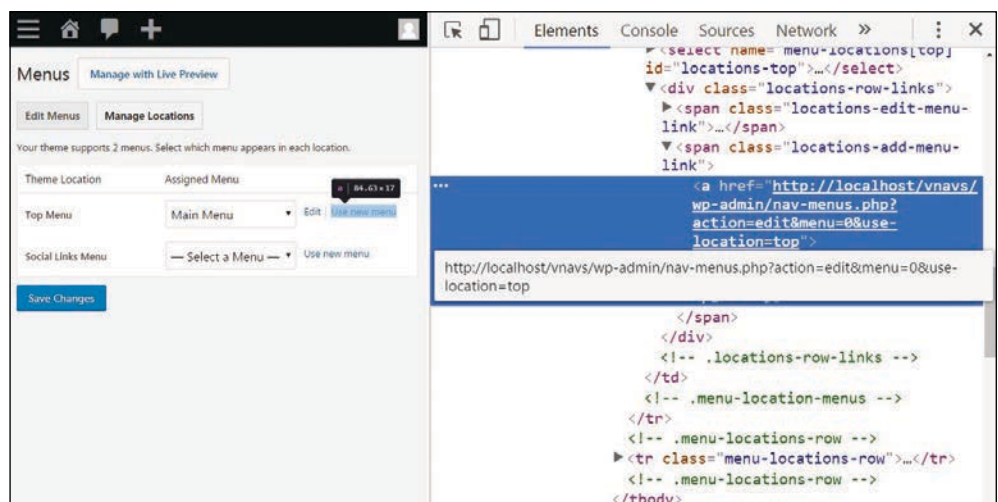 Menus Manage with Live Preview
Edit Menus Manage Locations
Your theme supports 2 menus. Select which menu appears in each location.
Theme Location Assigned Menu
a | 84.63×17
Top Menu Main Menu Edit Use new menu
Social Links Menu — Select a Menu — Use new menu
Save Changes
Elements Console Sources Network »
<select name="menu-locations[top]"
id="locations-top">…</select>
<div class="locations-row-links">
<span class="locations-edit-menu-
link">…</span>
<span class="locations-add-menu-
link">
<a href="http://localhost/vnavs/
wp-admin/nav-menus.php?
action=edit&menu=0&use-
location=top">
http://localhost/vnavs/wp-admin/nav-menus.php?action=edit&menu=0&use-
location=top
</span>
</div>
<!-- .locations-row-links -->
</td>
<!-- .menu-location-menus -->
</tr>
<!-- .menu-locations-row -->
<tr class="menu-locations-row">…</tr>
<!-- .menu-locations-row -->
</tbody>